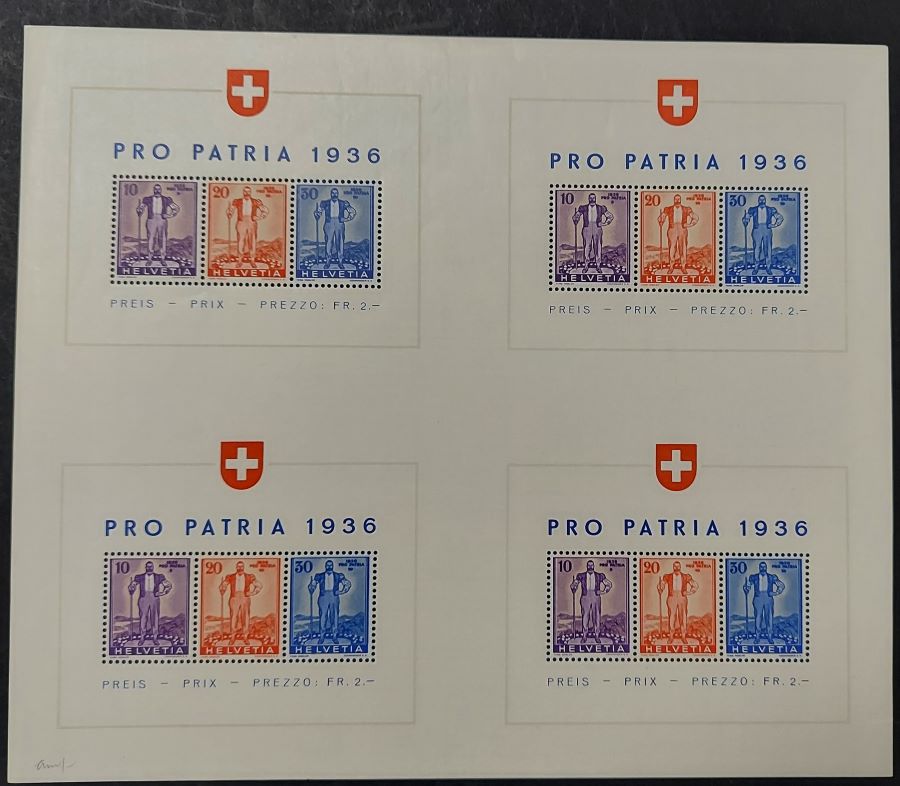 PRO PATRIA 1936
10 20 30
HELVETIA HELVETIA HELVETIA
PREIS – PRIX – PREZZO: FR. 2.–
PRO PATRIA 1936
10 20 30
HELVETIA HELVETIA HELVETIA
PREIS – PRIX – PREZZO: FR. 2.–
PRO PATRIA 1936
10 20 30
HELVETIA HELVETIA HELVETIA
PREIS – PRIX – PREZZO: FR. 2.–
PRO PATRIA 1936
10 20 30
HELVETIA HELVETIA HELVETIA
PREIS – PRIX – PREZZO: FR. 2.–